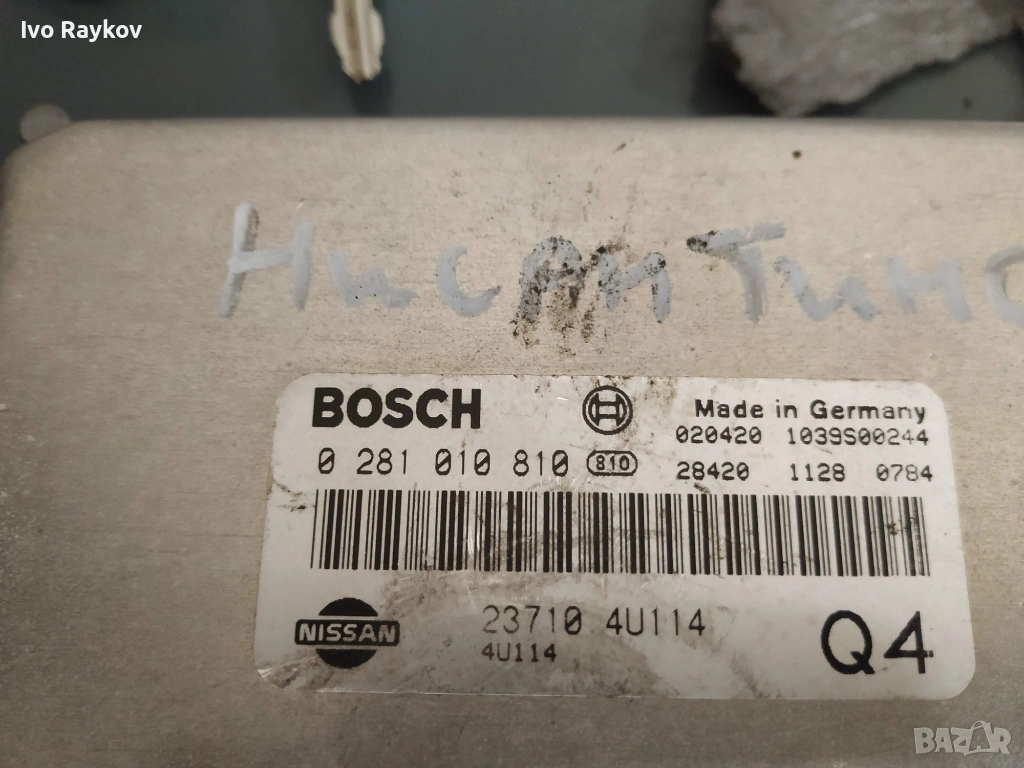 Ivo Raykov
Нисан Тино
BOSCH
Made in Germany
020420 1039S00244
0 281 010 810 810
28420 1128 0784
NISSAN
23710 4U114
4U114
Q4
BAZAR